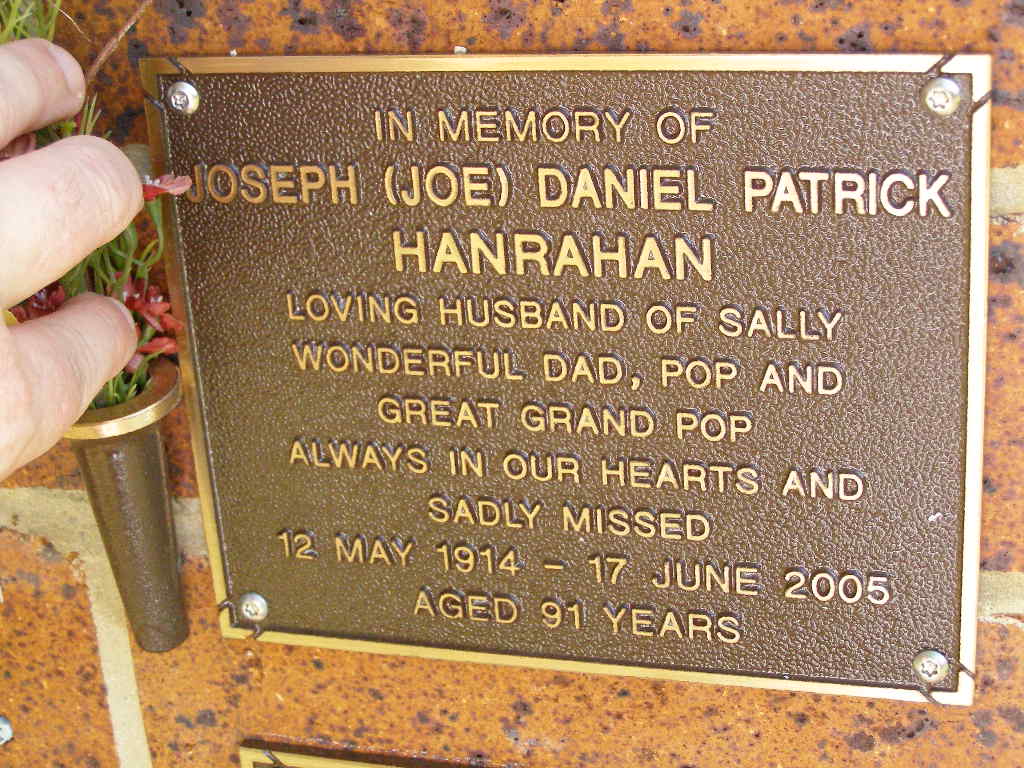 IN MEMORY OF
JOSEPH (JOE) DANIEL PATRICK
HANRAHAN
LOVING HUSBAND OF SALLY
WONDERFUL DAD, POP AND
GREAT GRAND POP
ALWAYS IN OUR HEARTS AND
SADLY MISSED
12 MAY 1914 - 17 JUNE 2005
AGED 91 YEARS